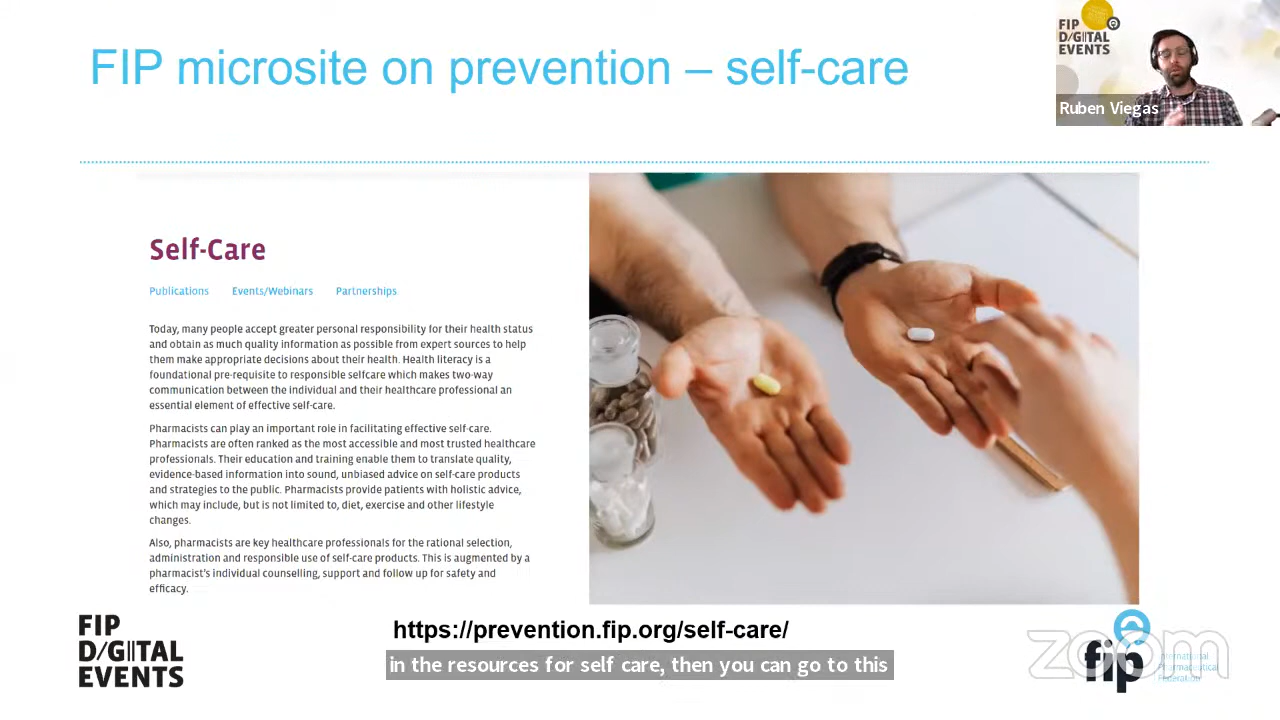 FIP microsite on prevention – self-care
FIP
D/G|TAL
EVENTS
Ruben Viegas
Self-Care
Publications Events/Webinars Partnerships
Today, many people accept greater personal responsibility for their health status
and obtain as much quality information as possible from expert sources to help
them make appropriate decisions about their health. Health literacy is a
foundational pre-requisite to responsible selfcare which makes two-way
communication between the individual and their healthcare professional an
essential element of effective self-care.
Pharmacists can play an important role in facilitating effective self-care.
Pharmacists are often ranked as the most accessible and most trusted healthcare
professionals. Their education and training enable them to translate quality,
evidence-based information into sound, unbiased advice on self-care products
and strategies to the public. Pharmacists provide patients with holistic advice,
which may include, but is not limited to, diet, exercise and other lifestyle
changes.
Also, pharmacists are key healthcare professionals for the rational selection,
administration and responsible use of self-care products. This is augmented by a
pharmacist's individual counselling, support and follow up for safety and
efficacy.
FIP
D/G|TAL
EVENTS
https://prevention.fip.org/self-care/
in the resources for self care, then you can go to this
zoom
fip
International
Pharmaceutical
Federation